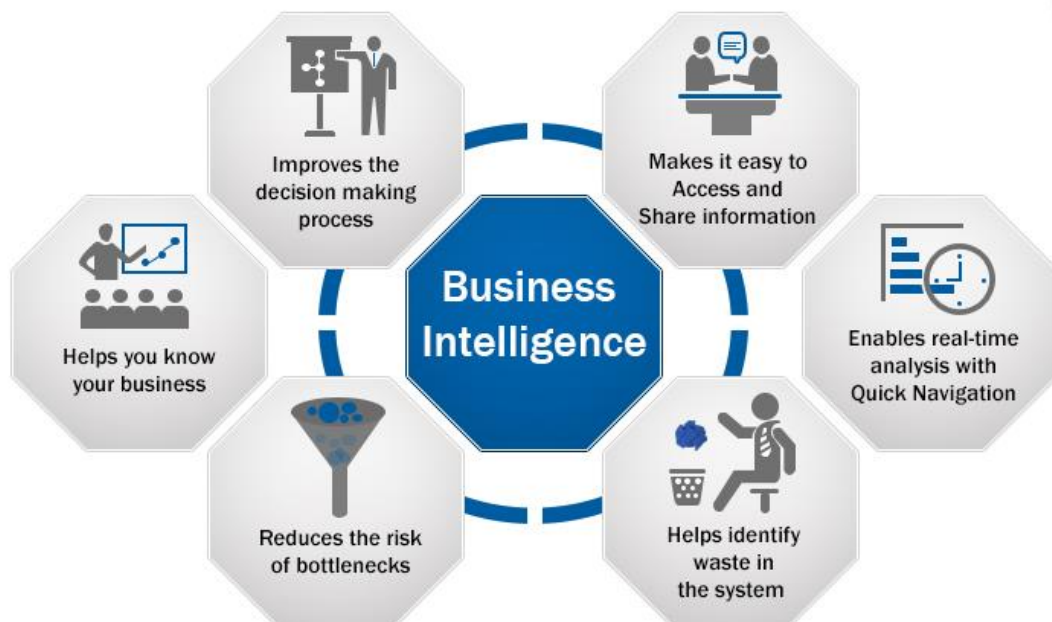 Improves the
decision making
process
Makes it easy to
Access and
Share information
Helps you know
your business
Business
Intelligence
Enables real-time
analysis with
Quick Navigation
Reduces the risk
of bottlenecks
Helps identify
waste in
the system